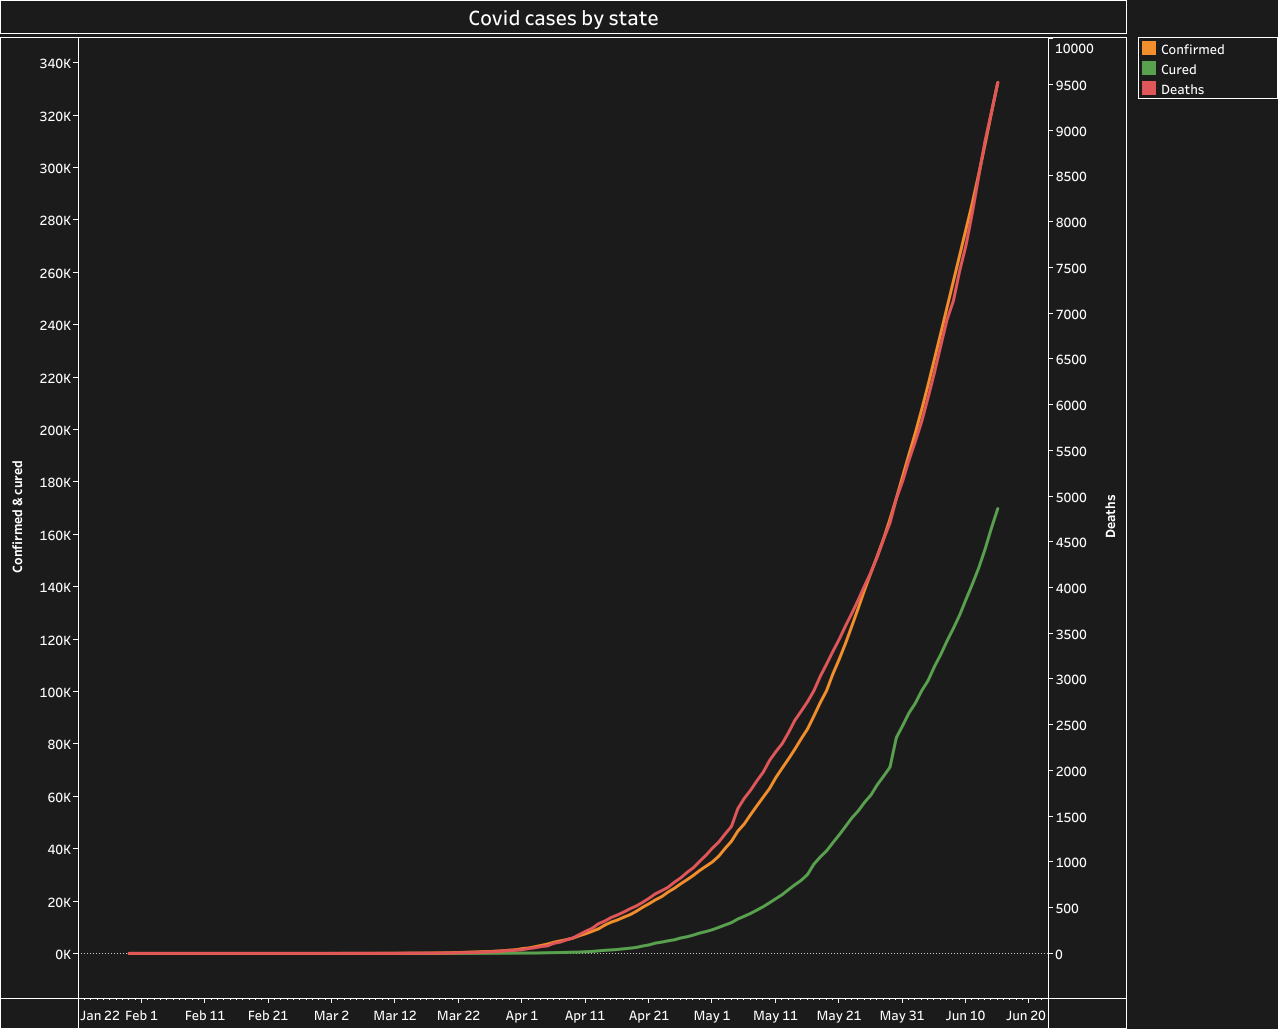 Covid cases by state
Confirmed
Cured
Deaths
340K
320K
300K
280K
260K
240K
220K
200K
180K
160K
140K
120K
100K
80K
60K
40K
20K
0K
Confirmed & cured
10000
9500
9000
8500
8000
7500
7000
6500
6000
5500
5000
4500
4000
3500
3000
2500
2000
1500
1000
500
0
Deaths
Jan 22 Feb 1 Feb 11 Feb 21 Mar 2 Mar 12 Mar 22 Apr 1 Apr 11 Apr 21 May 1 May 11 May 21 May 31 Jun 10 Jun 20